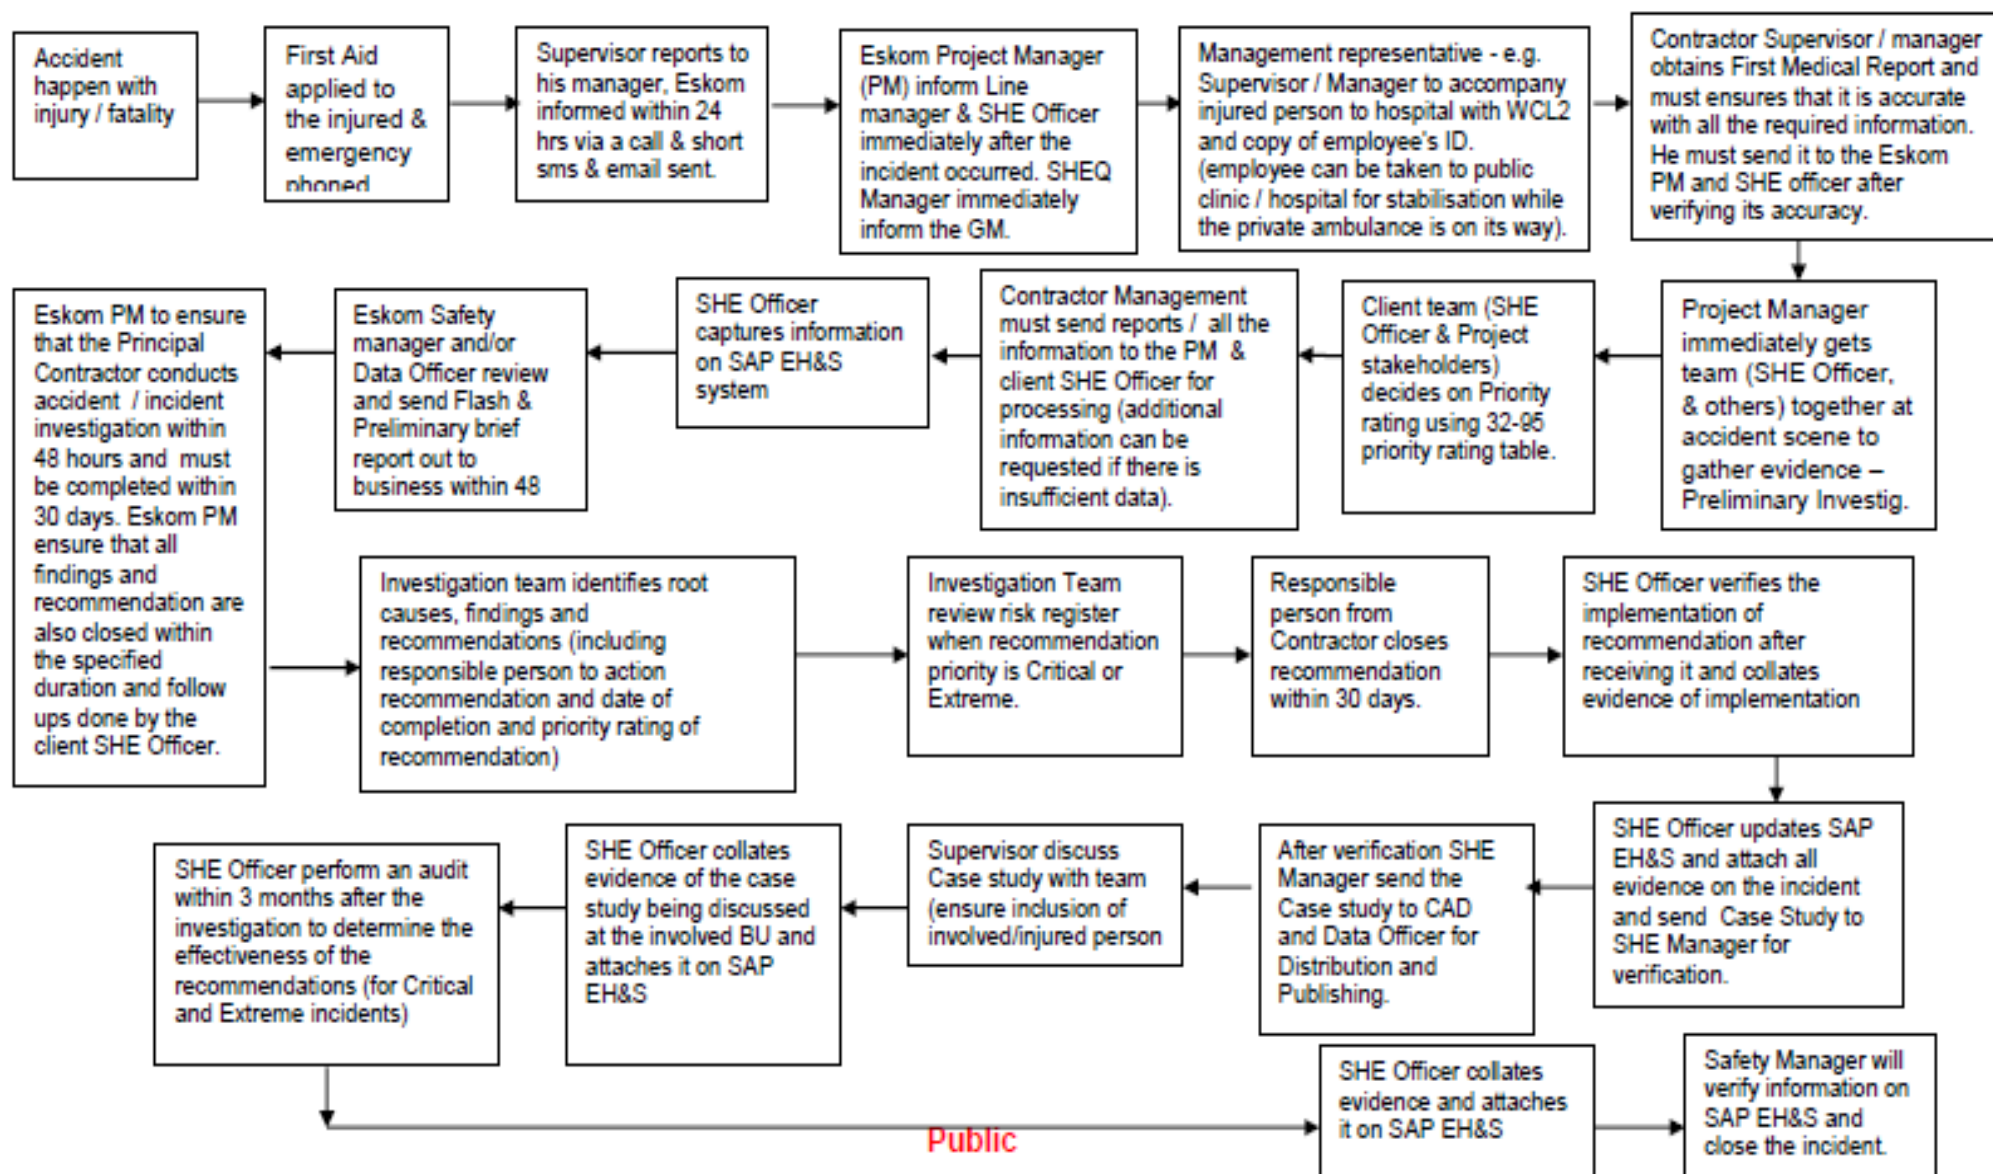 Accident
happen with
injury / fatality
First Aid
applied to
the injured &
emergency
phoned
Supervisor reports to
his manager, Eskom
informed within 24
hrs via a call & short
sms & email sent.
Eskom Project Manager
(PM) inform Line
manager & SHE Officer
immediately after the
incident occurred. SHEQ
Manager immediately
inform the GM.
Management representative - e.g.
Supervisor / Manager to accompany
injured person to hospital with WCL2
and copy of employee's ID.
(employee can be taken to public
clinic / hospital for stabilisation while
the private ambulance is on its way).
Contractor Supervisor / manager
obtains First Medical Report and
must ensures that it is accurate
with all the required information.
He must send it to the Eskom
PM and SHE officer after
verifying its accuracy.
Project Manager
immediately gets
team (SHE Officer,
& others) together at
accident scene to
gather evidence –
Preliminary Investig.
Client team (SHE
Officer & Project
stakeholders)
decides on Priority
rating using 32-95
priority rating table.
Contractor Management
must send reports / all the
information to the PM &
client SHE Officer for
processing (additional
information can be
requested if there is
insufficient data).
SHE Officer
captures information
on SAP EH&S
system
Eskom Safety
manager and/or
Data Officer review
and send Flash &
Preliminary brief
report out to
business within 48
Eskom PM to ensure
that the Principal
Contractor conducts
accident / incident
investigation within
48 hours and must
be completed within
30 days. Eskom PM
ensure that all
findings and
recommendation are
also closed within
the specified
duration and follow
ups done by the
client SHE Officer.
Investigation team identifies root
causes, findings and
recommendations (including
responsible person to action
recommendation and date of
completion and priority rating of
recommendation)
Investigation Team
review risk register
when recommendation
priority is Critical or
Extreme.
Responsible
person from
Contractor closes
recommendation
within 30 days.
SHE Officer verifies the
implementation of
recommendation after
receiving it and collates
evidence of implementation
SHE Officer updates SAP
EH&S and attach all
evidence on the incident
and send Case Study to
SHE Manager for
verification.
After verification SHE
Manager send the
Case study to CAD
and Data Officer for
Distribution and
Publishing.
Supervisor discuss
Case study with team
(ensure inclusion of
involved/injured person
SHE Officer collates
evidence of the case
study being discussed
at the involved BU and
attaches it on SAP
EH&S
SHE Officer perform an audit
within 3 months after the
investigation to determine the
effectiveness of the
recommendations (for Critical
and Extreme incidents)
SHE Officer collates
evidence and attaches
it on SAP EH&S
Safety Manager will
verify information on
SAP EH&S and
close the incident.
Public